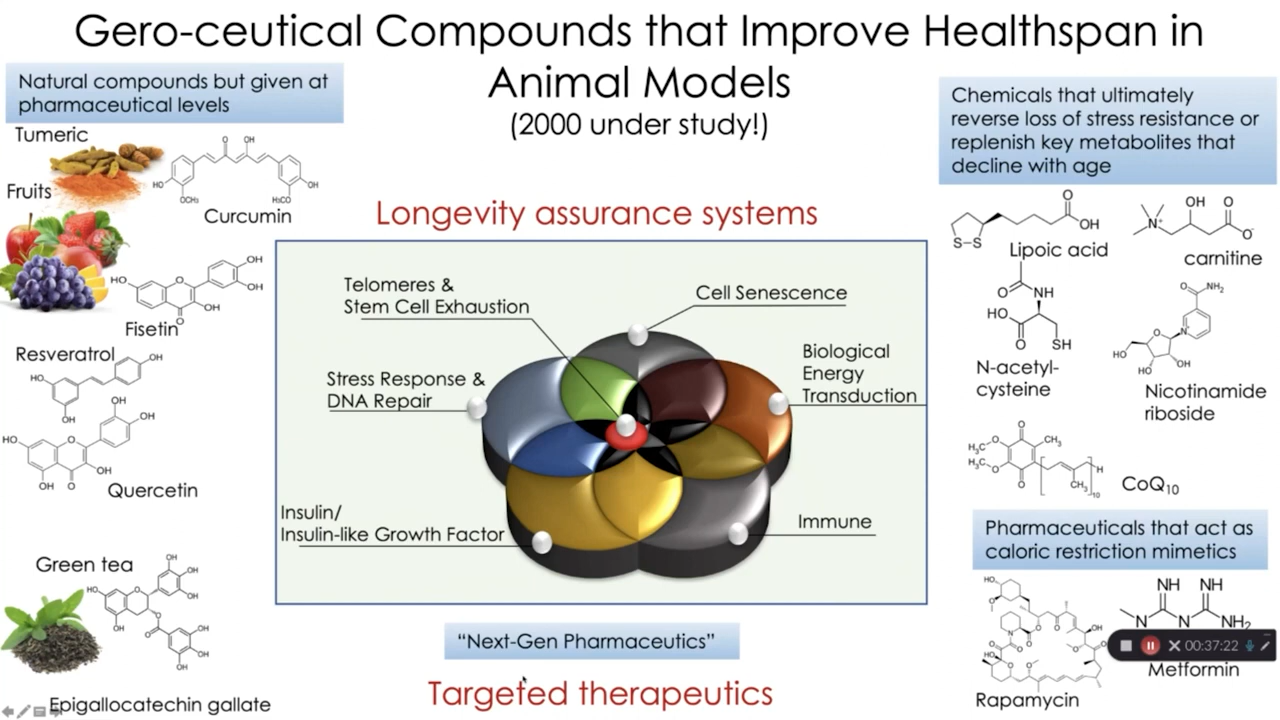 Gero-ceutical Compounds that Improve Healthspan in
Animal Models
(2000 under study!)
Natural compounds but given at
pharmaceutical levels
Tumeric
Fruits
Curcumin
Fisetin
Resveratrol
Quercetin
Green tea
Epigallocatechin gallate
Longevity assurance systems
Telomeres &
Stem Cell Exhaustion
Cell Senescence
Stress Response &
DNA Repair
Biological
Energy
Transduction
Insulin/
Insulin-like Growth Factor
Immune
"Next-Gen Pharmaceutics"
Targeted therapeutics
Chemicals that ultimately
reverse loss of stress resistance or
replenish key metabolites that
decline with age
Lipoic acid
carnitine
N-acetyl-
cysteine
Nicotinamide
riboside
CoQ10
Pharmaceuticals that act as
caloric restriction mimetics
Rapamycin
Metformin
00:37:22